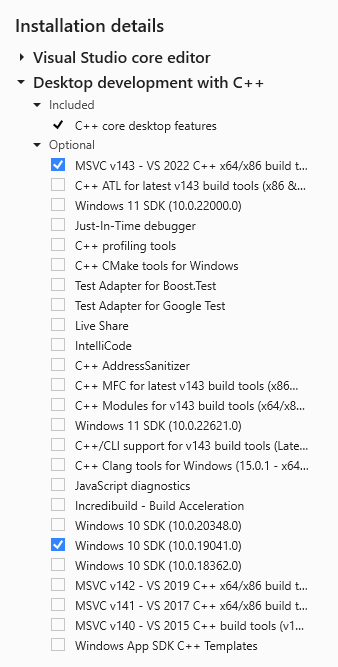 Installation details
Visual Studio core editor
Desktop development with C++
Included
C++ core desktop features
Optional
MSVC v143 - VS 2022 C++ x64/x86 build t...
C++ ATL for latest v143 build tools (x86 &...
Windows 11 SDK (10.0.22000.0)
Just-In-Time debugger
C++ profiling tools
C++ CMake tools for Windows
Test Adapter for Boost.Test
Test Adapter for Google Test
Live Share
IntelliCode
C++ AddressSanitizer
C++ MFC for latest v143 build tools (x86...
C++ Modules for v143 build tools (x64/x8...
Windows 11 SDK (10.0.22621.0)
C++/CLI support for v143 build tools (Late...
C++ Clang tools for Windows (15.0.1 - x64...
JavaScript diagnostics
Incredibuild - Build Acceleration
Windows 10 SDK (10.0.20348.0)
Windows 10 SDK (10.0.19041.0)
Windows 10 SDK (10.0.18362.0)
MSVC v142 - VS 2019 C++ x64/x86 build t...
MSVC v141 - VS 2017 C++ x64/x86 build t...
MSVC v140 - VS 2015 C++ build tools (v1...
Windows App SDK C++ Templates